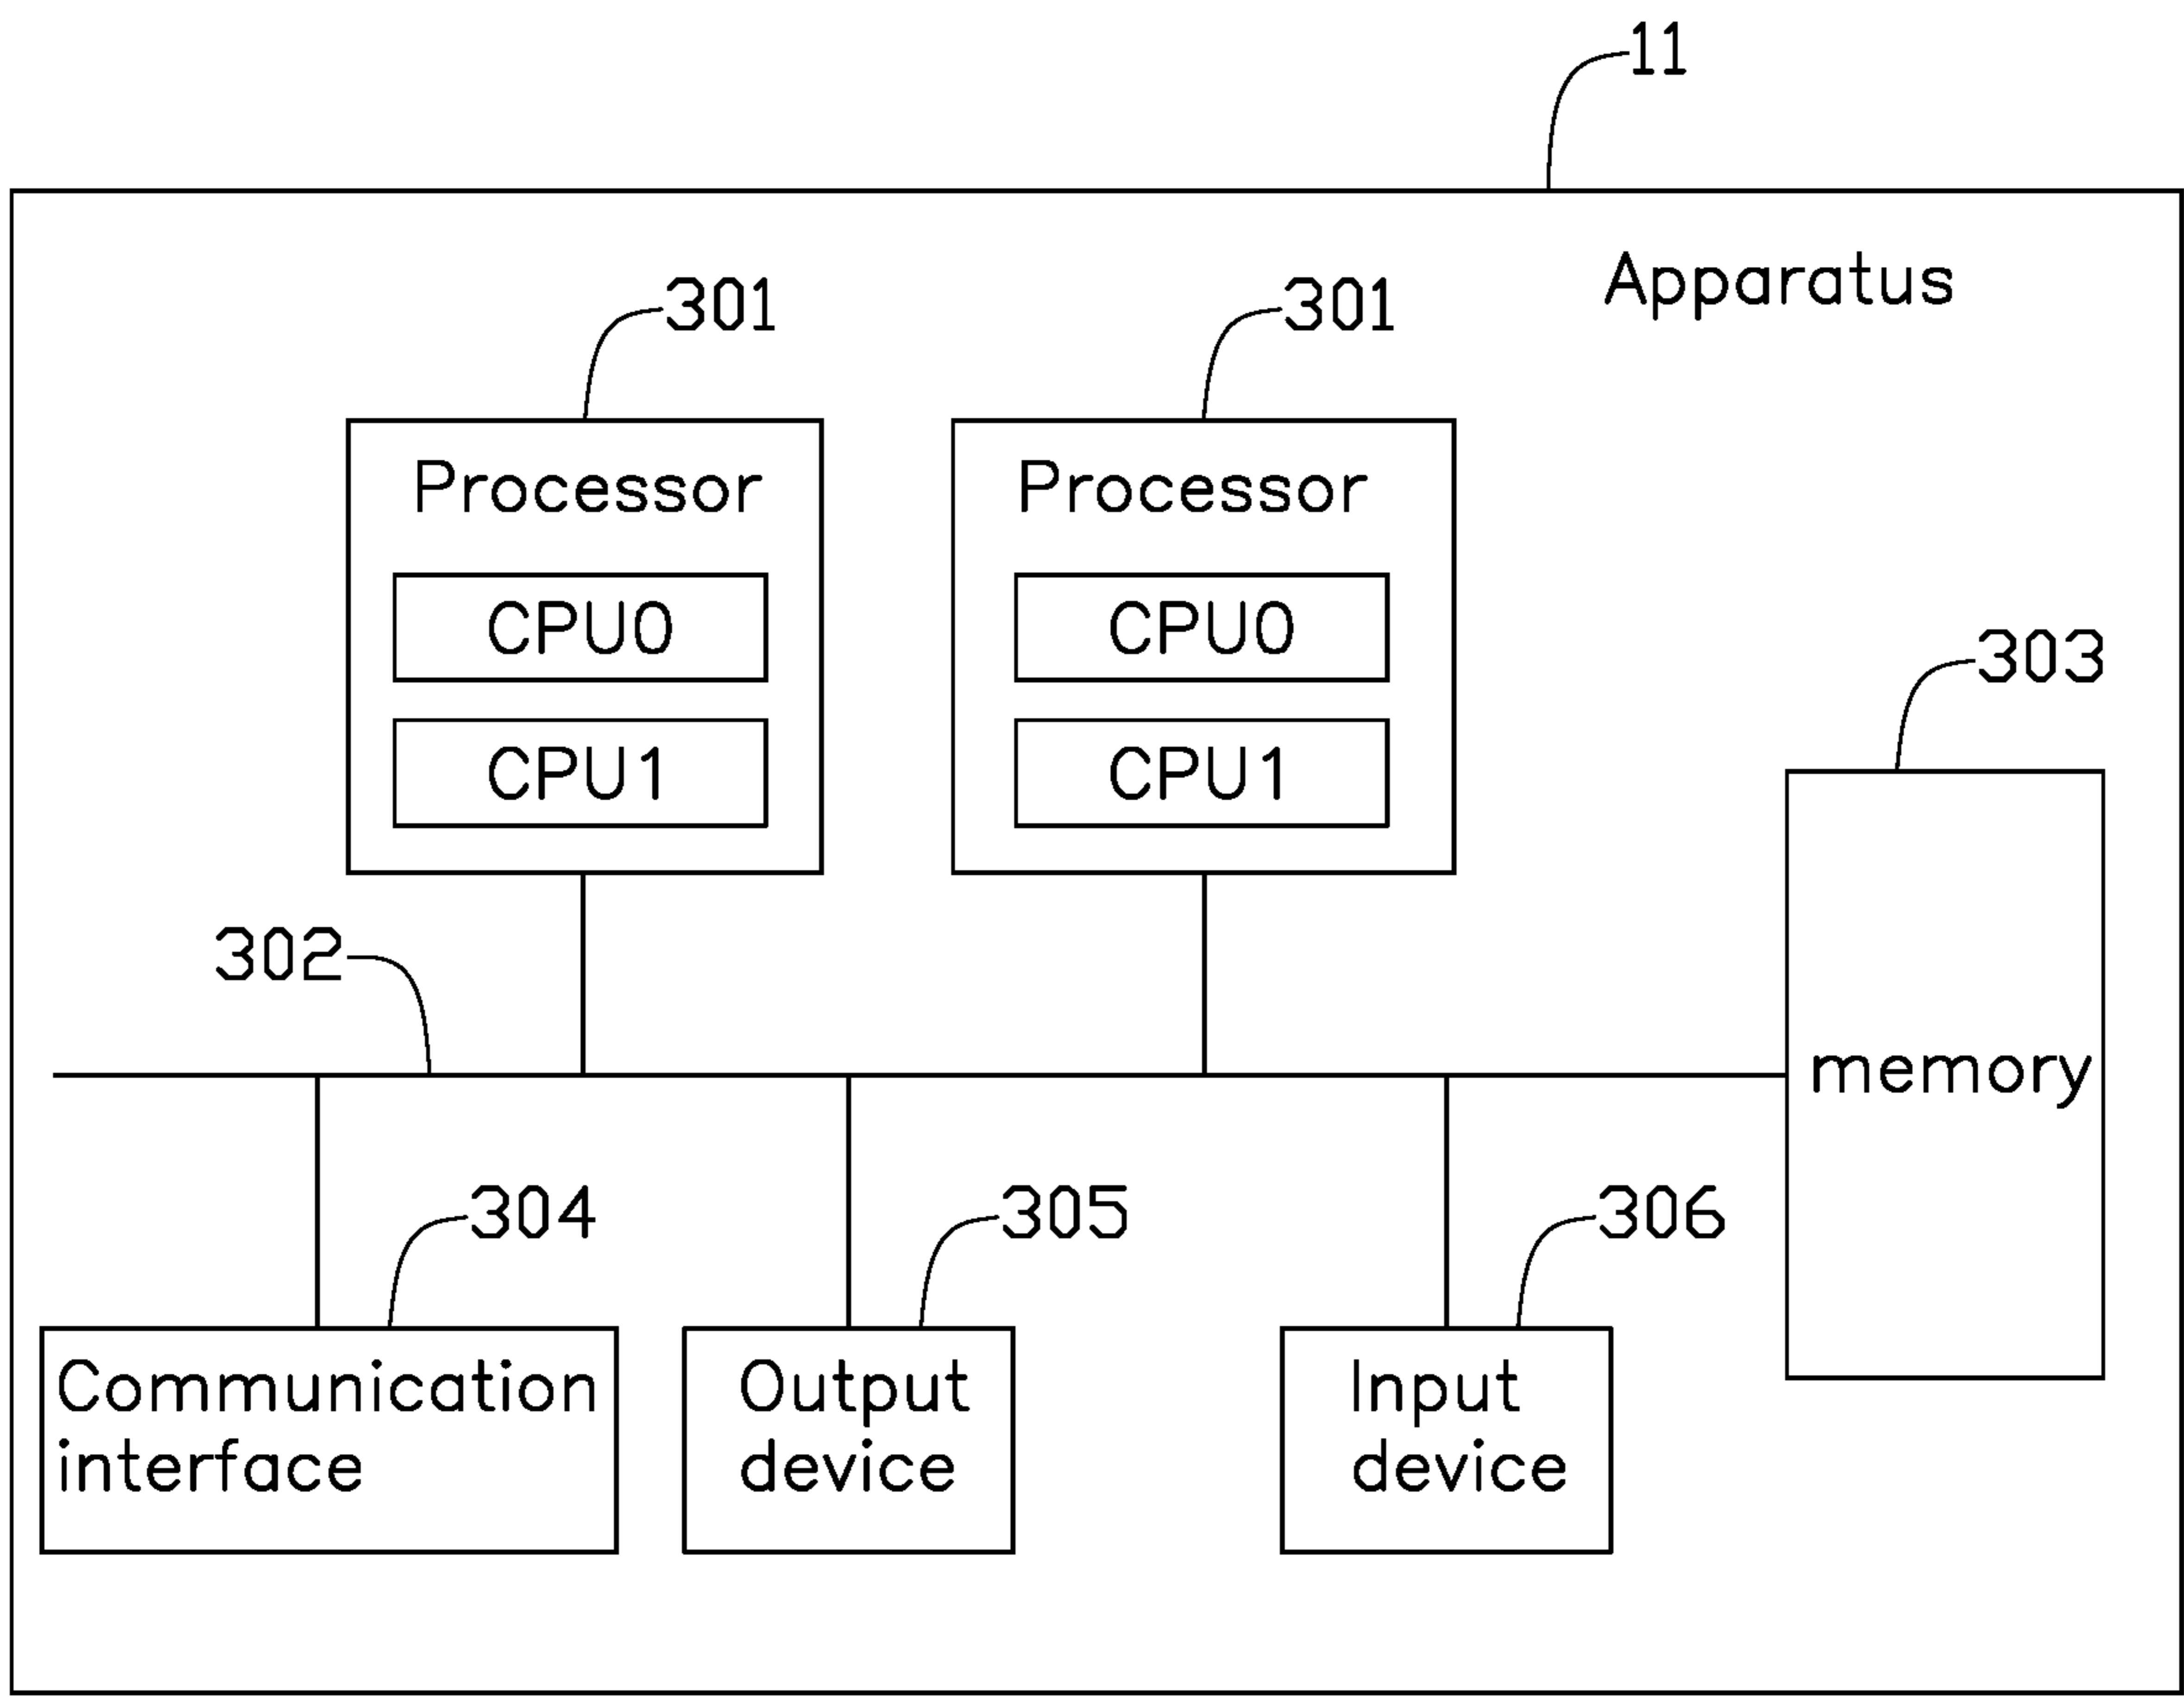 11
Apparatus
301
301
Processor
Processor
CPU0
CPU0
CPU1
CPU1
303
302
memory
304
305
306
Communication
interface
Output
device
Input
device